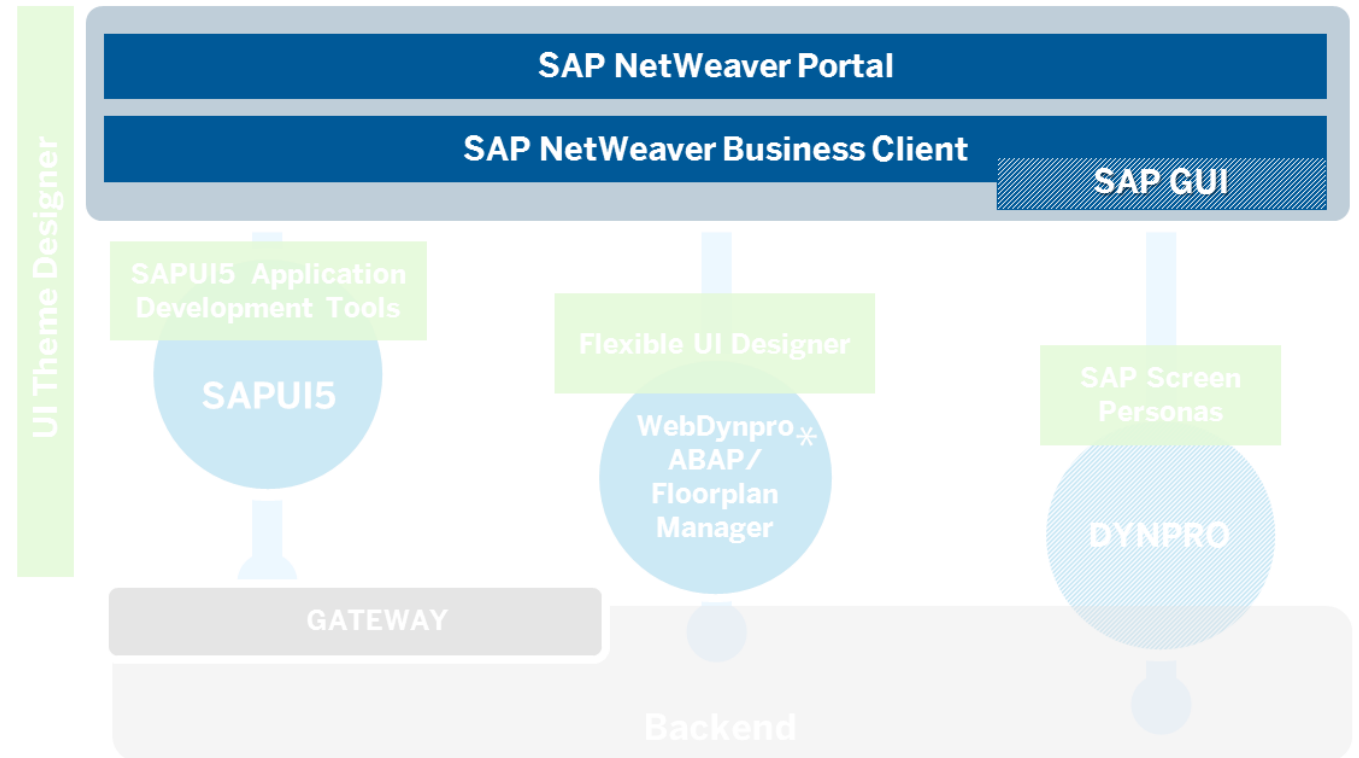 UI Theme Designer
SAP NetWeaver Portal
SAP NetWeaver Business Client
SAP GUI
SAPUI5 Application
Development Tools
SAPUI5
Flexible UI Designer
WebDynpro*
ABAP/
Floorplan
Manager
SAP Screen
Personas
DYNPRO
GATEWAY
Backend